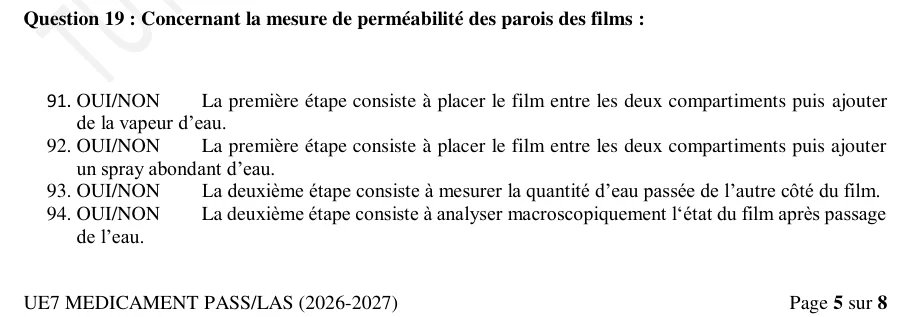 Question 19 : Concernant la mesure de perméabilité des parois des films :
91. OUI/NON La première étape consiste à placer le film entre les deux compartiments puis ajouter
de la vapeur d’eau.
92. OUI/NON La première étape consiste à placer le film entre les deux compartiments puis ajouter
un spray abondant d’eau.
93. OUI/NON La deuxième étape consiste à mesurer la quantité d’eau passée de l’autre côté du film.
94. OUI/NON La deuxième étape consiste à analyser macroscopiquement l‘état du film après passage
de l’eau.
UE7 MEDICAMENT PASS/LAS (2026-2027) Page 5 sur 8